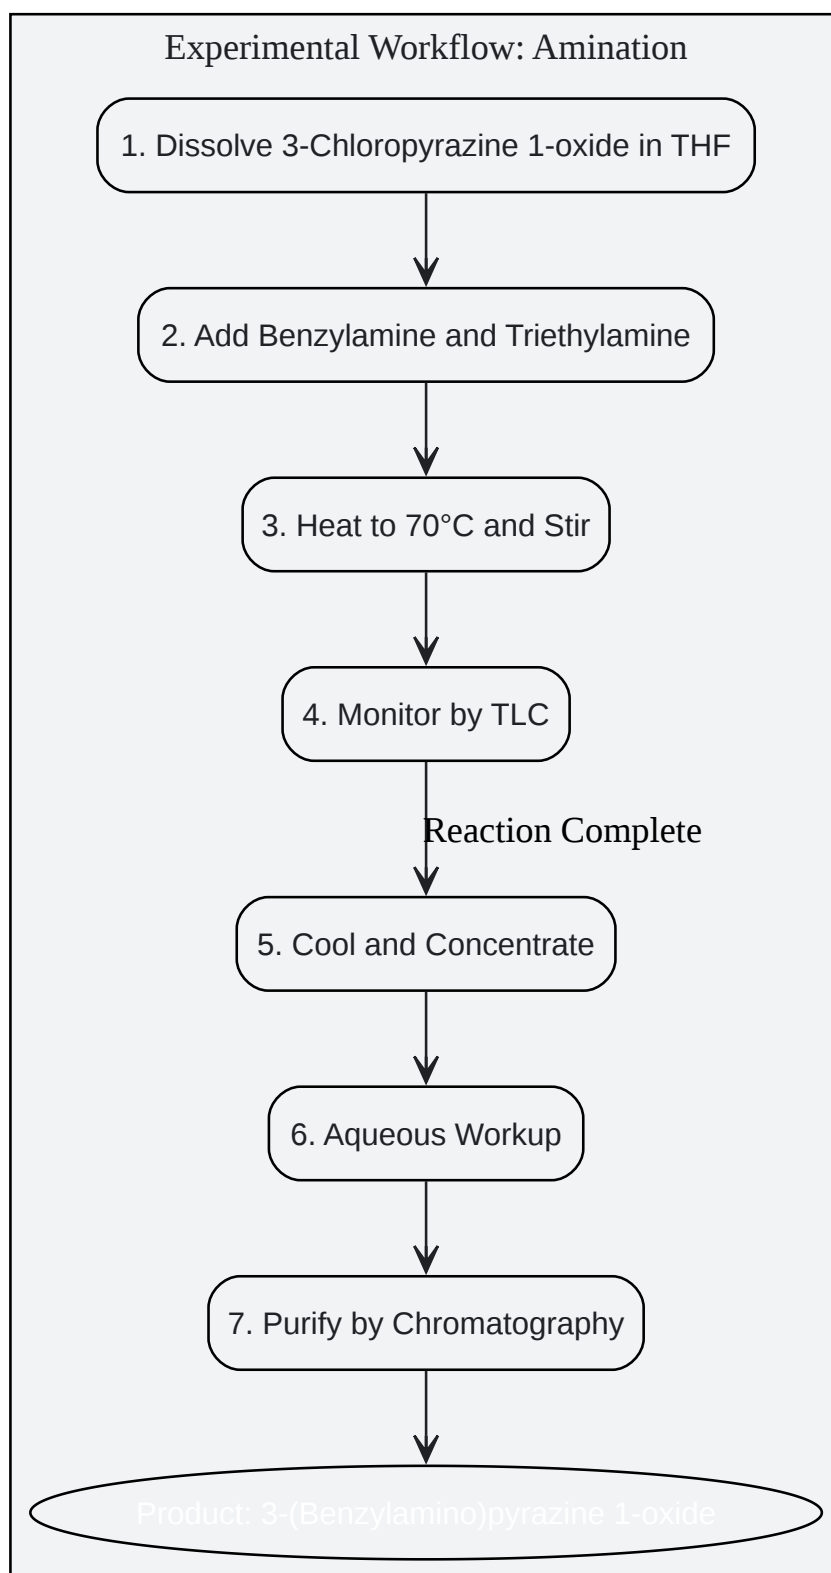 Experimental Workflow: Amination
1. Dissolve 3-Chloropyrazine 1-oxide in THF
2. Add Benzylamine and Triethylamine
3. Heat to 70°C and Stir
4. Monitor by TLC
Reaction Complete
5. Cool and Concentrate
6. Aqueous Workup
7. Purify by Chromatography
Product: 3-(Benzylamino)pyrazine 1-oxide